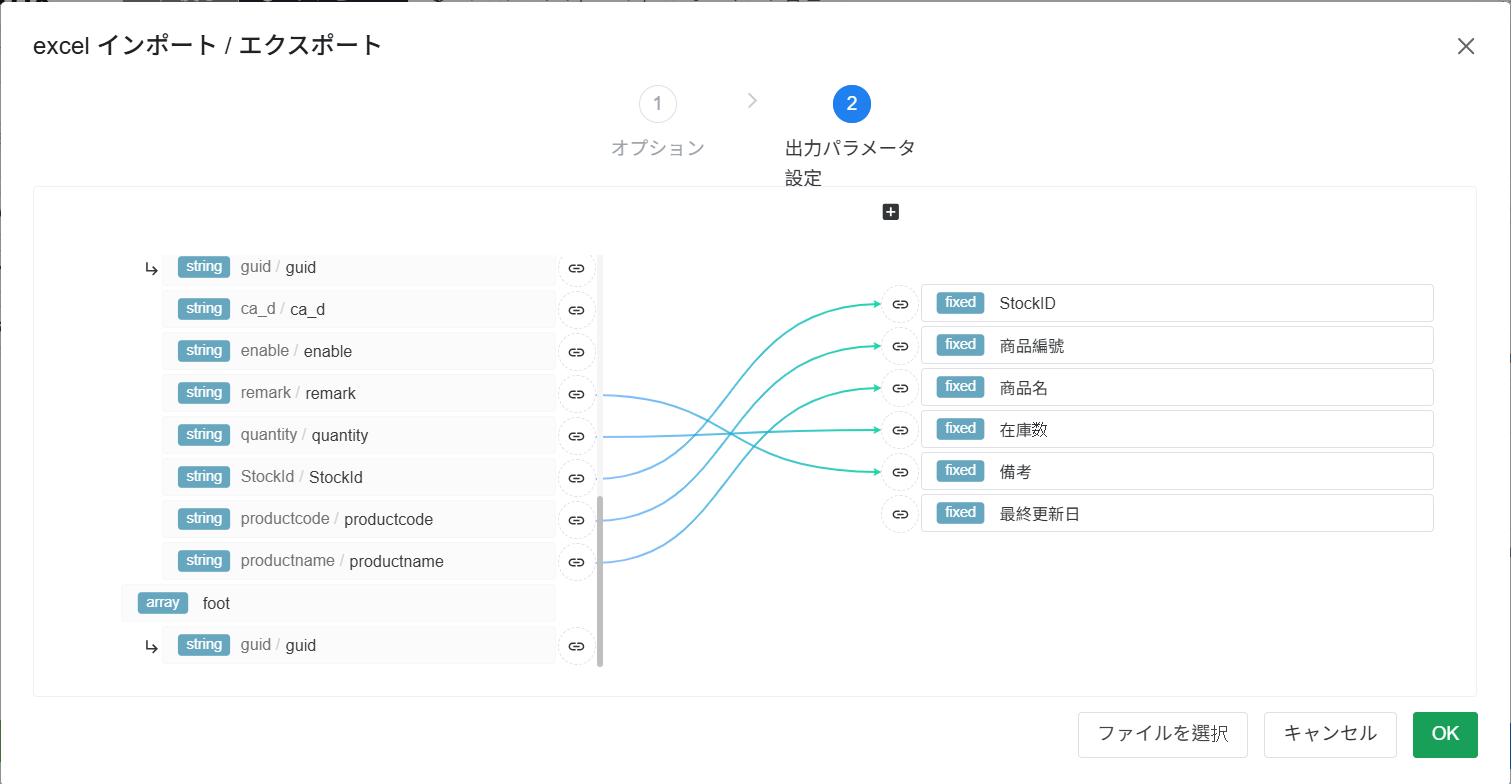 excel インポート / エクスポート
1
2
オプション
出力パラメータ
設定
string guid / guid
string ca_d / ca_d
string enable / enable
string remark / remark
string quantity / quantity
string StockId / StockId
string productcode / productcode
string productname / productname
array foot
string guid / guid
fixed StockID
fixed 商品編號
fixed 商品名
fixed 在庫数
fixed 備考
fixed 最終更新日
ファイルを選択
キャンセル
OK